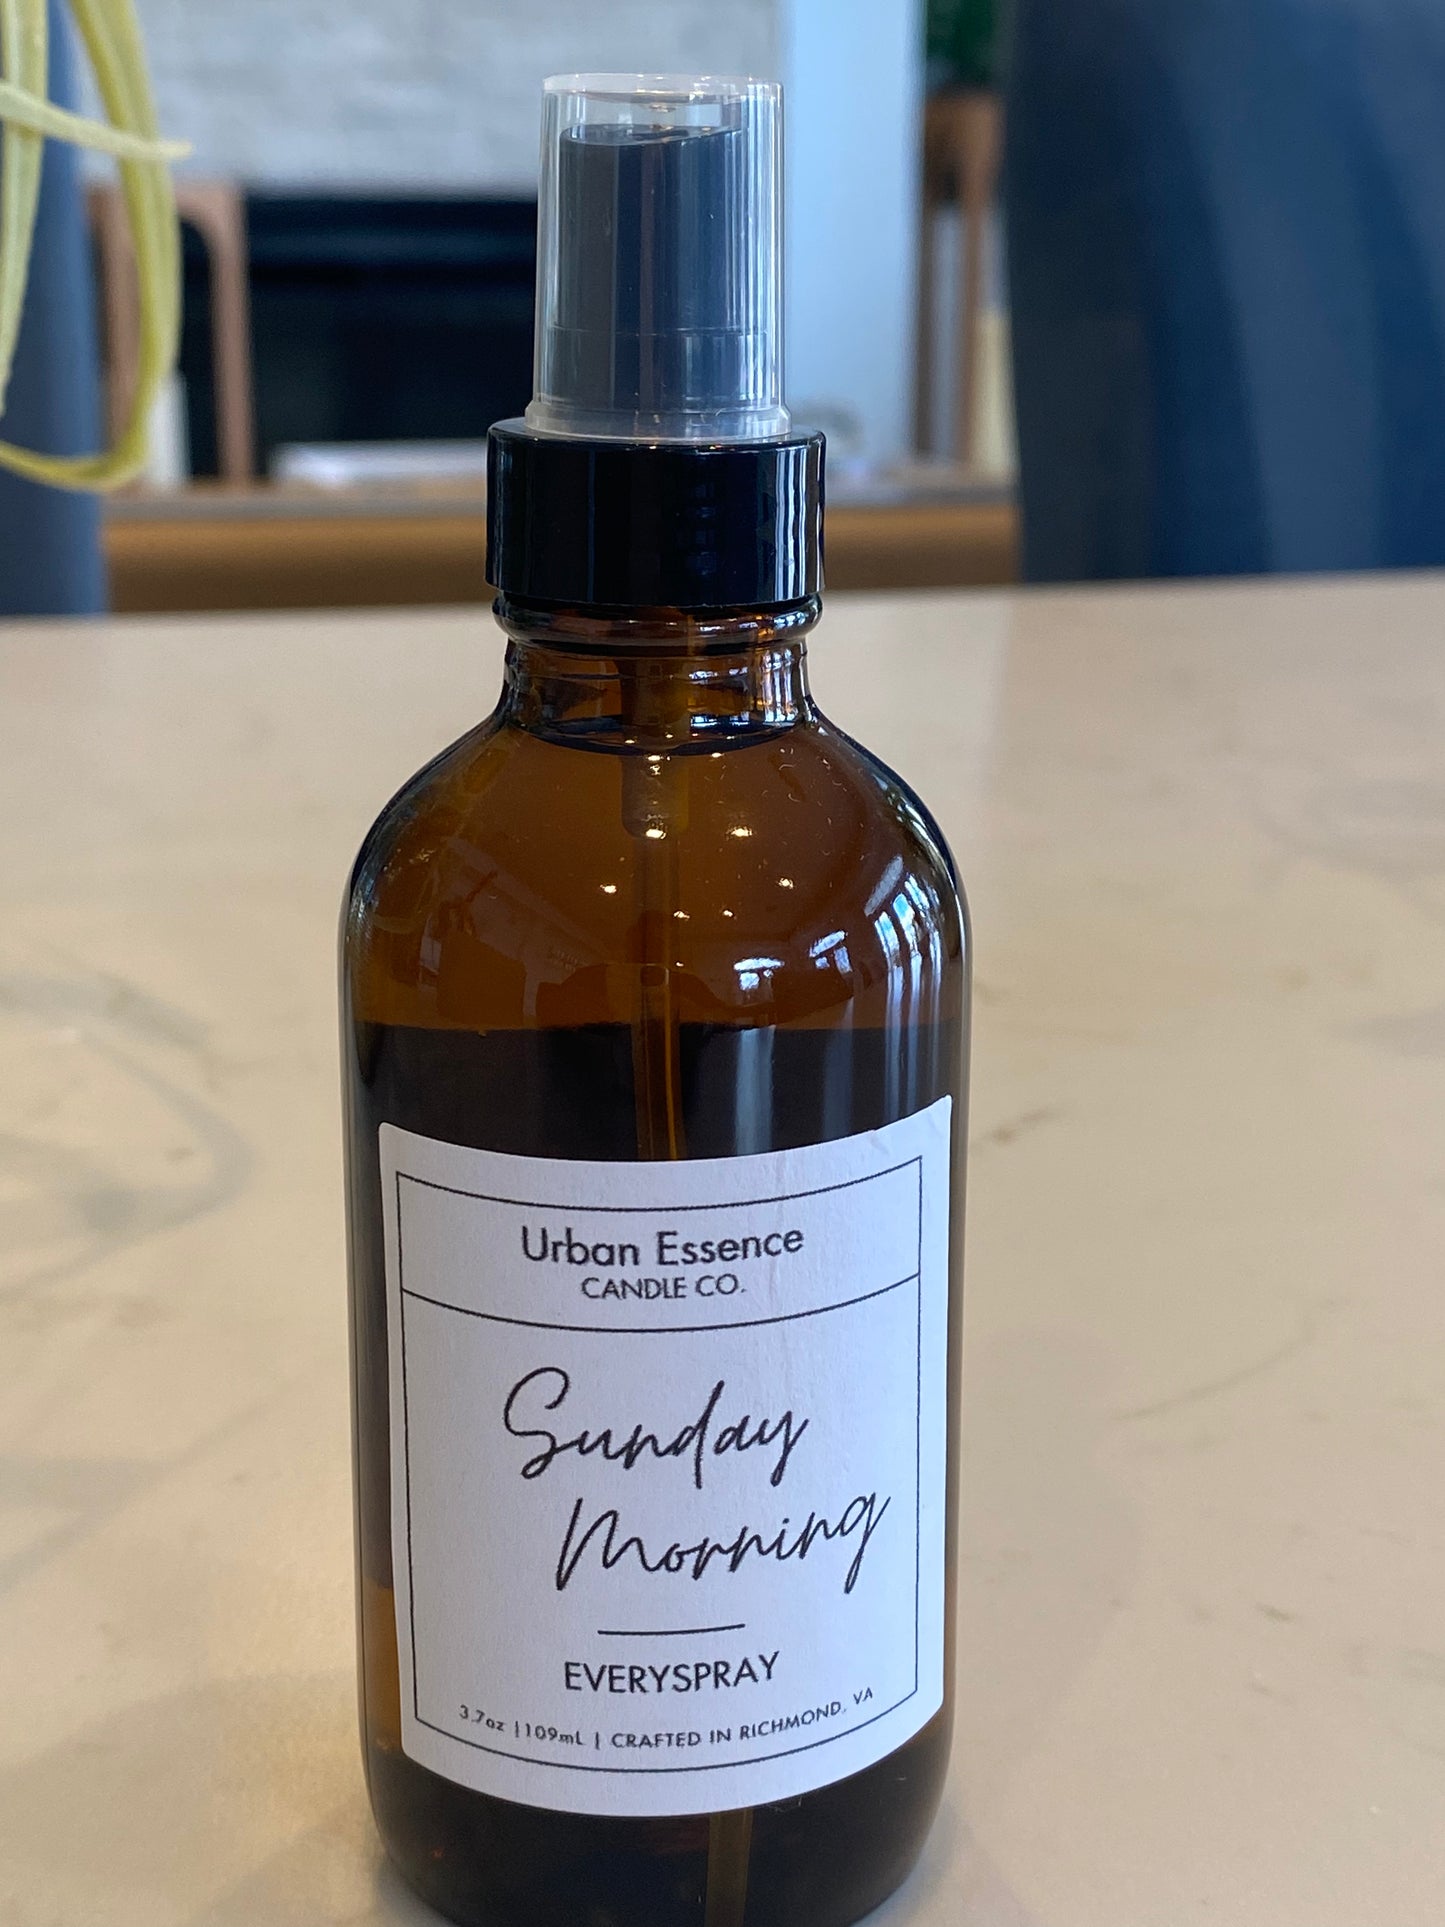 Urban Essence
CANDLE CO.
Sunday
Morning
EVERYSPRAY
3.7oz | 109mL | CRAFTED IN RICHMOND, VA